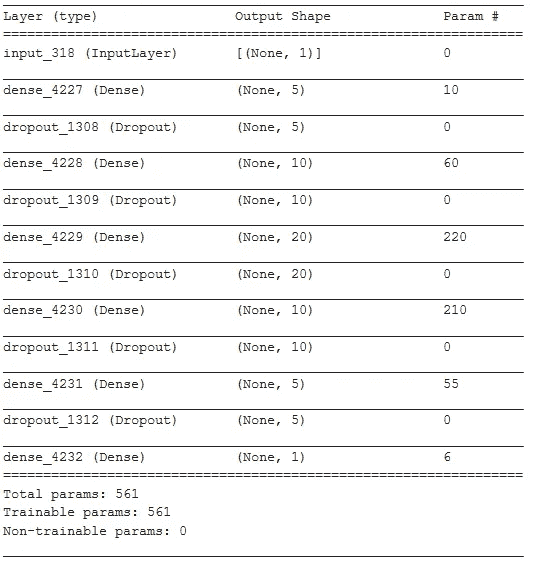 Layer (type) Output Shape Param #
input_318 (InputLayer) [(None, 1)] 0
dense_4227 (Dense) (None, 5) 10
dropout_1308 (Dropout) (None, 5) 0
dense_4228 (Dense) (None, 10) 60
dropout_1309 (Dropout) (None, 10) 0
dense_4229 (Dense) (None, 20) 220
dropout_1310 (Dropout) (None, 20) 0
dense_4230 (Dense) (None, 10) 210
dropout_1311 (Dropout) (None, 10) 0
dense_4231 (Dense) (None, 5) 55
dropout_1312 (Dropout) (None, 5) 0
dense_4232 (Dense) (None, 1) 6
Total params: 561
Trainable params: 561
Non-trainable params: 0